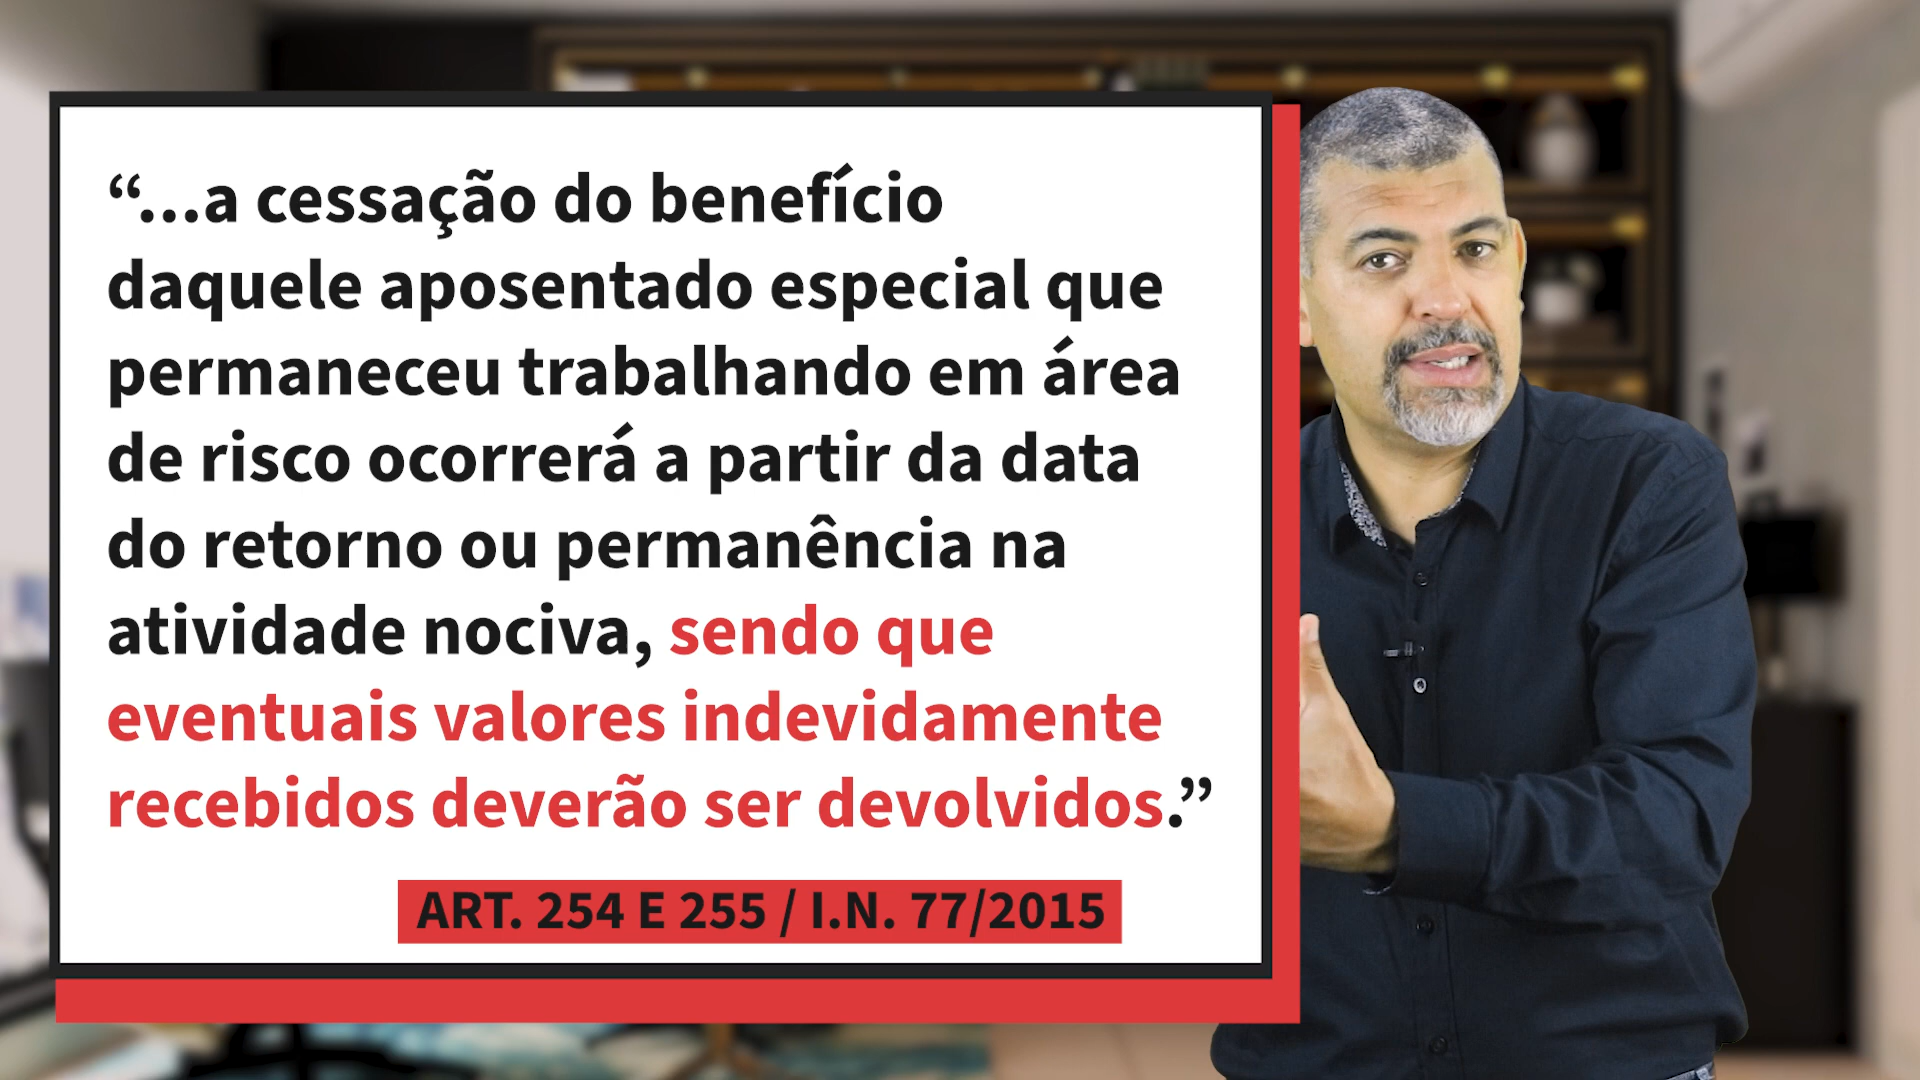 “...a cessação do benefício
daquele aposentado especial que
permaneceu trabalhando em área
de risco ocorrerá a partir da data
do retorno ou permanência na
atividade nociva, sendo que
eventuais valores indevidamente
recebidos deverão ser devolvidos.”
ART. 254 E 255 / I.N. 77/2015